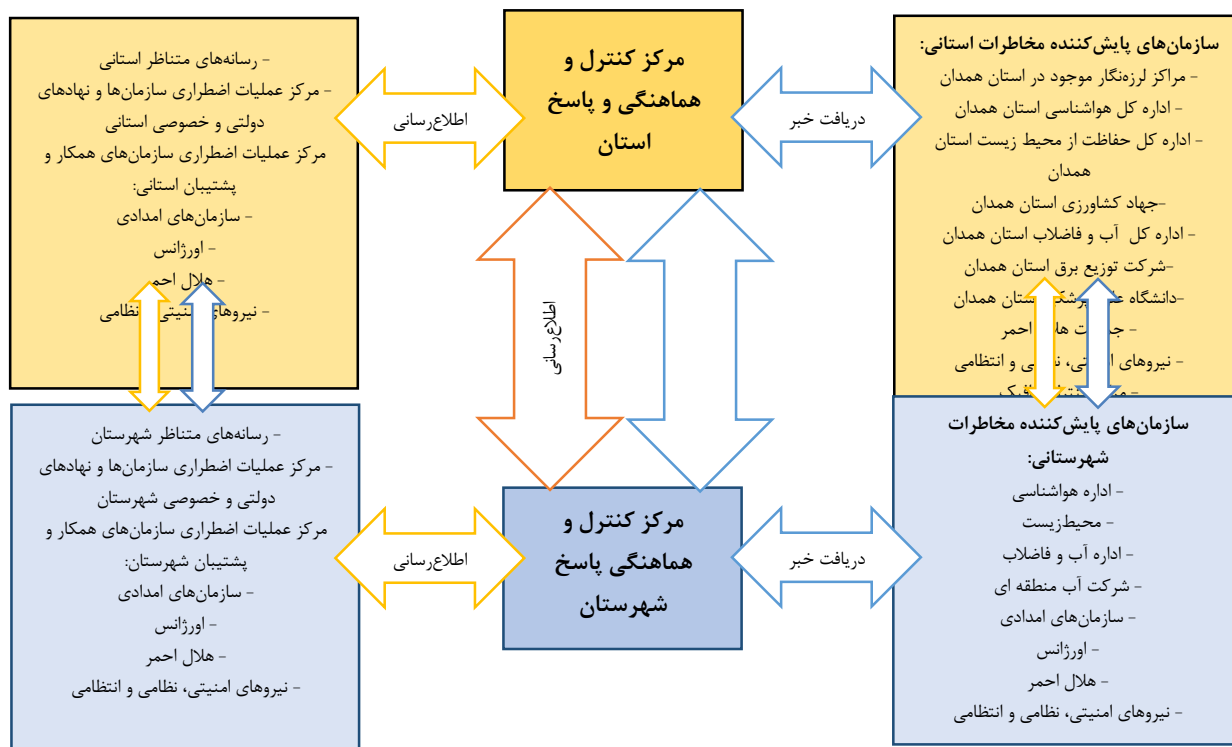 سازمان‌های پایش‌کننده مخاطرات استانی:
- مراکز لرزه‌نگار موجود در استان همدان
- اداره کل هواشناسی استان همدان
- اداره کل حفاظت از محیط زیست استان
همدان
-جهاد کشاورزی استان همدان
- اداره کل آب و فاضلاب استان همدان
-شرکت توزیع برق استان همدان
-دانشگاه استان همدان
- احمر
- نیروهای و انتظامی
دریافت خبر
مرکز کنترل و
هماهنگی و پاسخ
استان
اطلاع‌رسانی
- رسانه‌های متناظر استانی
- مرکز عملیات اضطراری سازمان‌ها و نهادهای
دولتی و خصوصی استانی
مرکز عملیات اضطراری سازمان‌های همکار و
پشتیبان استانی:
- سازمان‌های امدادی
- اورژانس
- هلال
- نظامی
اطلاع‌رسانی
سازمان‌های پایش‌کننده مخاطرات
شهرستانی:
- اداره هواشناسی
- محیط‌زیست
- اداره آب و فاضلاب
- شرکت آب منطقه ای
- سازمان‌های امدادی
- اورژانس
- هلال احمر
- نیروهای امنیتی، نظامی و انتظامی
دریافت خبر
مرکز کنترل و
هماهنگی پاسخ
شهرستان
اطلاع‌رسانی
- رسانه‌های متناظر شهرستان
- مرکز عملیات اضطراری سازمان‌ها و نهادهای
دولتی و خصوصی شهرستان
مرکز عملیات اضطراری سازمان‌های همکار و
پشتیبان شهرستان:
- سازمان‌های امدادی
- اورژانس
- هلال احمر
- نیروهای امنیتی، نظامی و انتظامی